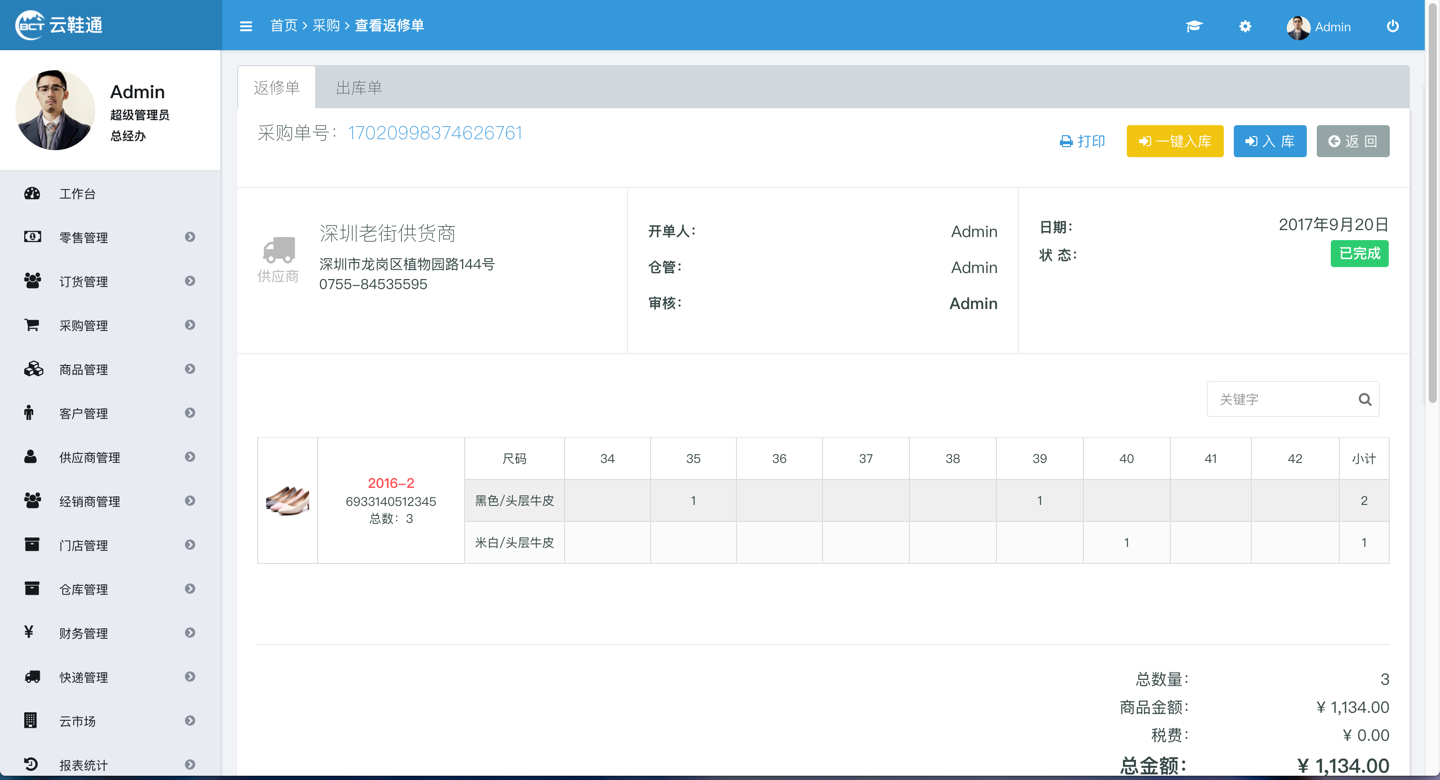 BCT 云鞋通
首页 > 采购 > 查看返修单
Admin
Admin
超级管理员
总经办
工作台
零售管理
订货管理
采购管理
商品管理
客户管理
供应商管理
经销商管理
门店管理
仓库管理
¥ 财务管理
快递管理
云市场
报表统计
返修单 出库单
采购单号：17020998374626761
打印 一键入库 入 库 返 回
供应商
深圳老街供货商
深圳市龙岗区植物园路144号
0755-84535595
开单人： Admin
仓管： Admin
审核： Admin
日期： 2017年9月20日
状 态： 已完成
关键字
2016-2
6933140512345
总数：3
尺码 34 35 36 37 38 39 40 41 42 小计
黑色/头层牛皮 1 1 2
米白/头层牛皮 1 1
总数量： 3
商品金额： ¥ 1,134.00
税费： ¥ 0.00
总金额： ¥ 1,134.00